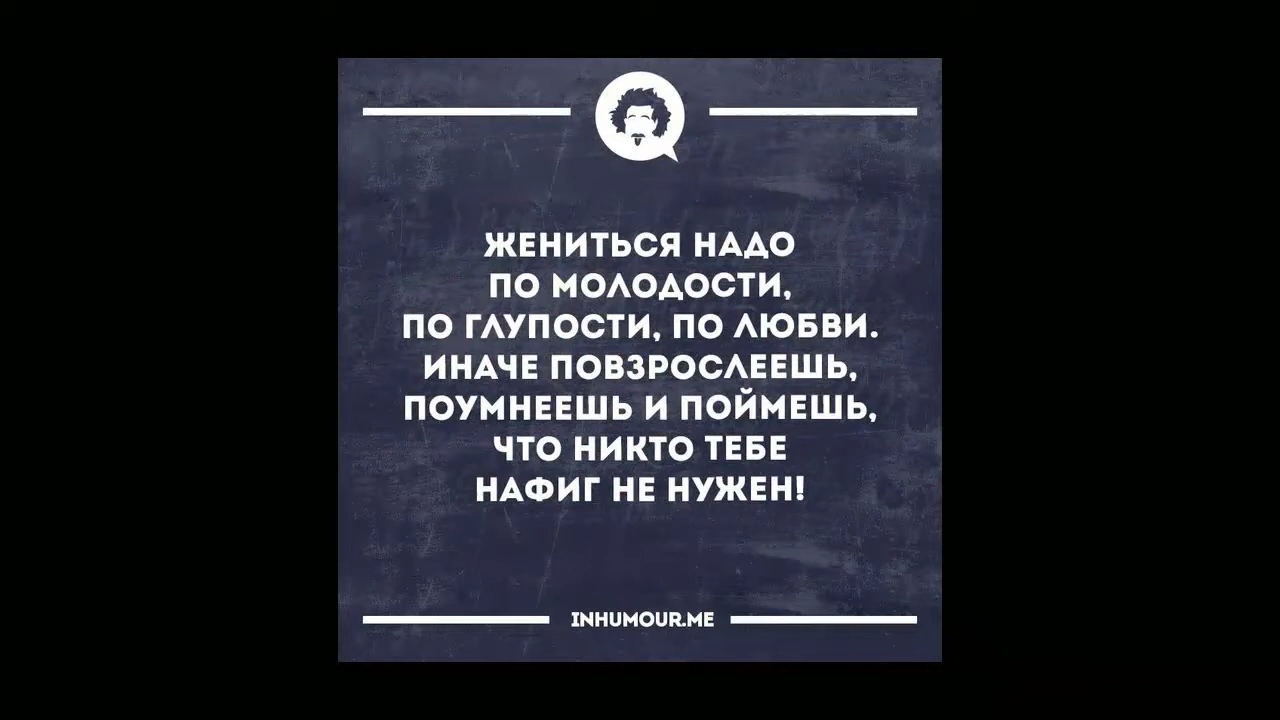 ЖЕНИТЬСЯ НАДО
ПО МОЛОДОСТИ,
ПО ГЛУПОСТИ, ПО ЛЮБВИ.
ИНАЧЕ ПОВЗРОСЛЕЕШЬ,
ПОУМНЕЕШЬ И ПОЙМЕШЬ,
ЧТО НИКТО ТЕБЕ
НАФИГ НЕ НУЖЕН!
INHUMOUR.ME